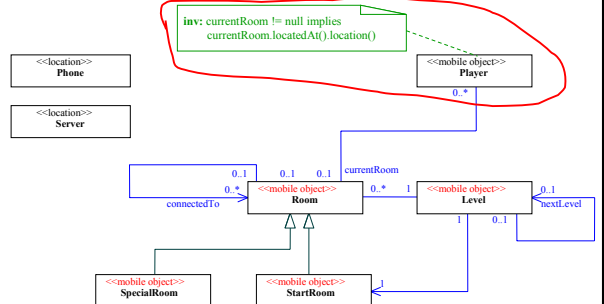 inv: currentRoom != null implies
currentRoom.locatedAt().location()
<<location>>
Phone
<<mobile object>>
Player
0..*
<<location>>
Server
0..1
0..1
0..1
currentRoom
0..*
connectedTo
<<mobile object>>
Room
0..*
1
<<mobile object>>
Level
0..1
nextLevel
1
0..1
<<mobile object>>
SpecialRoom
<<mobile object>>
StartRoom
1